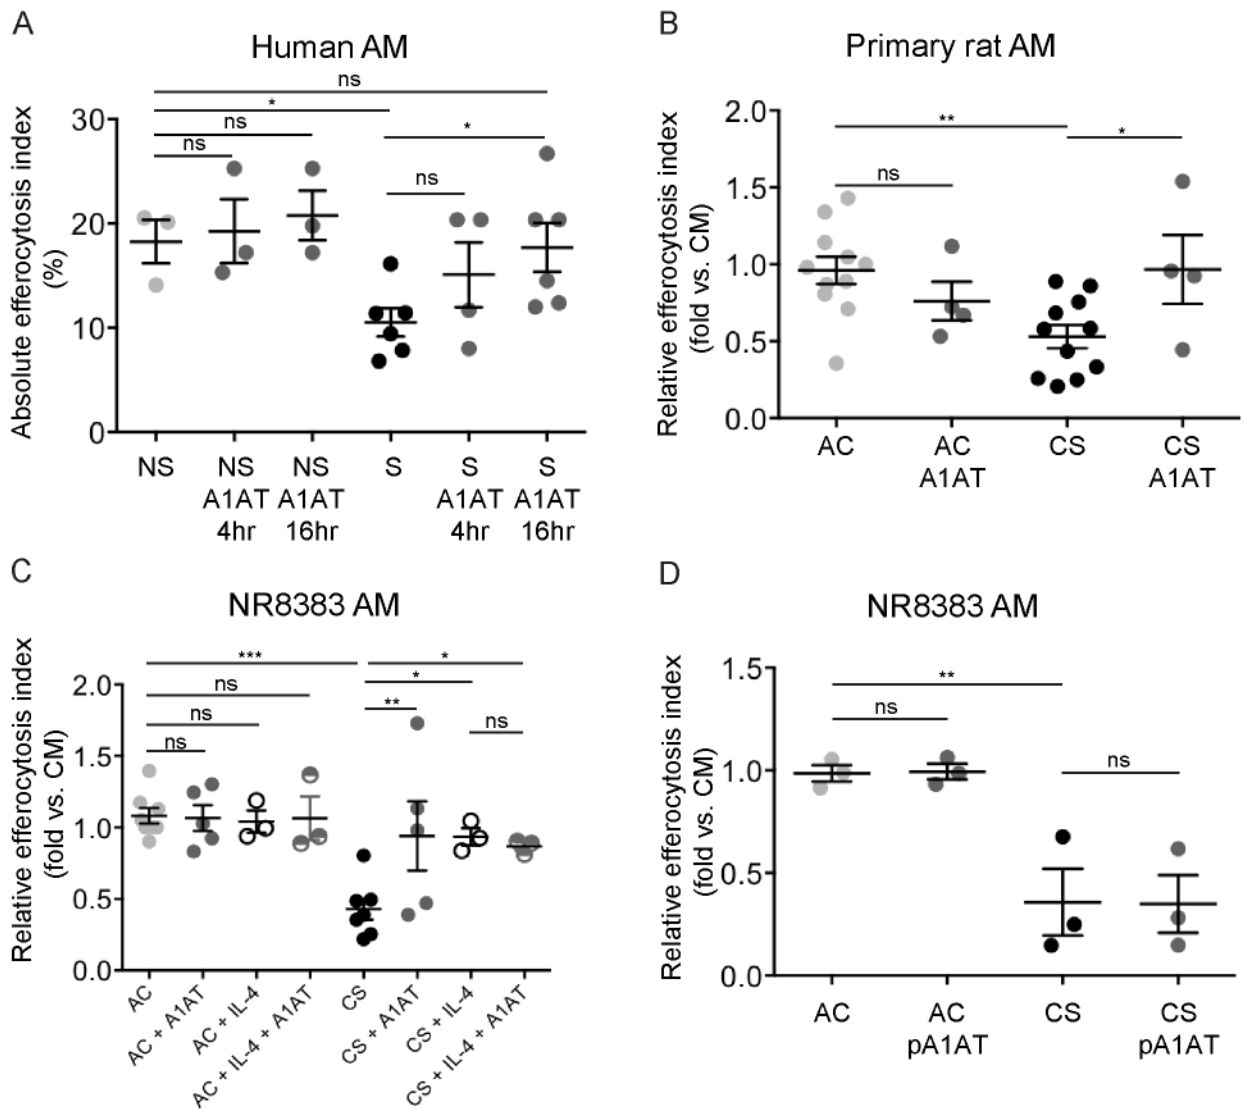 A
Human AM
ns
*
ns
ns
*
ns
Absolute efferocytosis index
(%)
30
20
10
0
NS
NS
A1AT
4hr
NS
A1AT
16hr
S
S
A1AT
4hr
S
A1AT
16hr
B
Primary rat AM
**
*
ns
Relative efferocytosis index
(fold vs. CM)
2.0
1.5
1.0
0.5
0.0
AC
AC
A1AT
CS
CS
A1AT
C
NR8383 AM
***
*
ns
*
ns
**
ns
ns
Relative efferocytosis index
(fold vs. CM)
2.0
1.5
1.0
0.5
0.0
AC
AC + A1AT
AC + IL-4
AC + IL-4 + A1AT
CS
CS + A1AT
CS + IL-4
CS + IL-4 + A1AT
D
NR8383 AM
**
ns
ns
Relative efferocytosis index
(fold vs. CM)
1.5
1.0
0.5
0.0
AC
AC
pA1AT
CS
CS
pA1AT